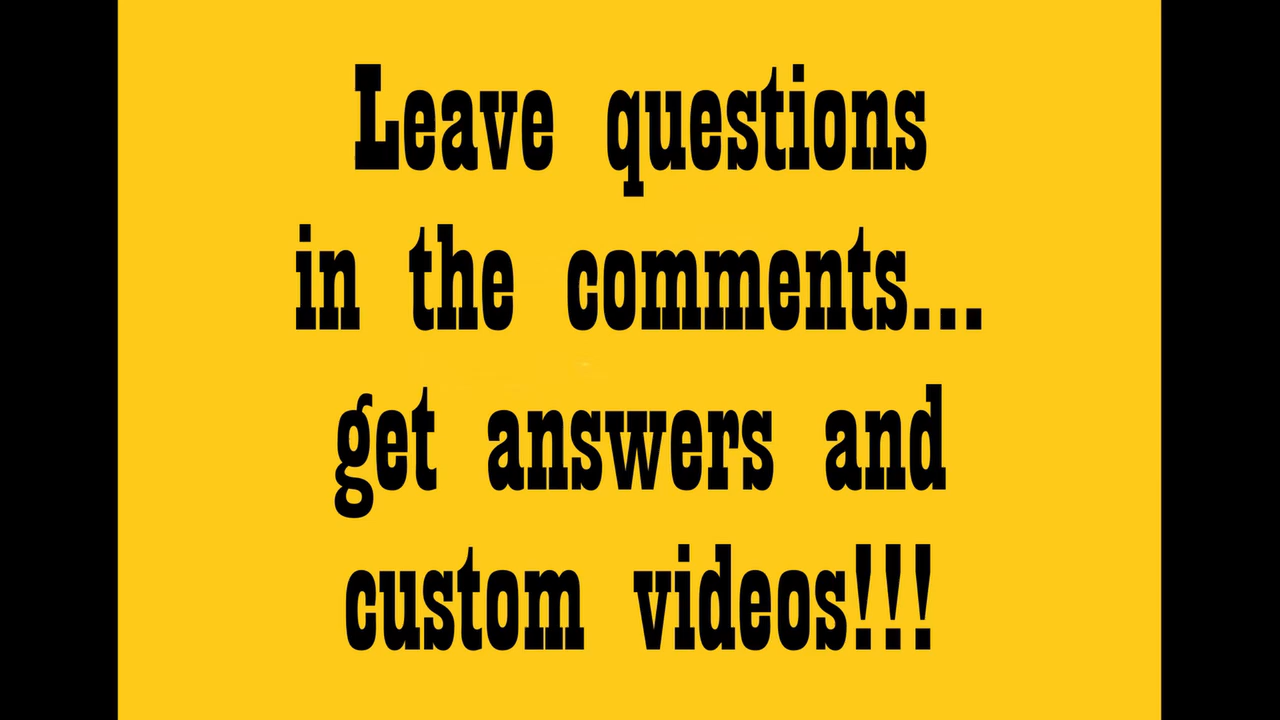 Leave questions
in the comments...
get answers and
custom videos!!!